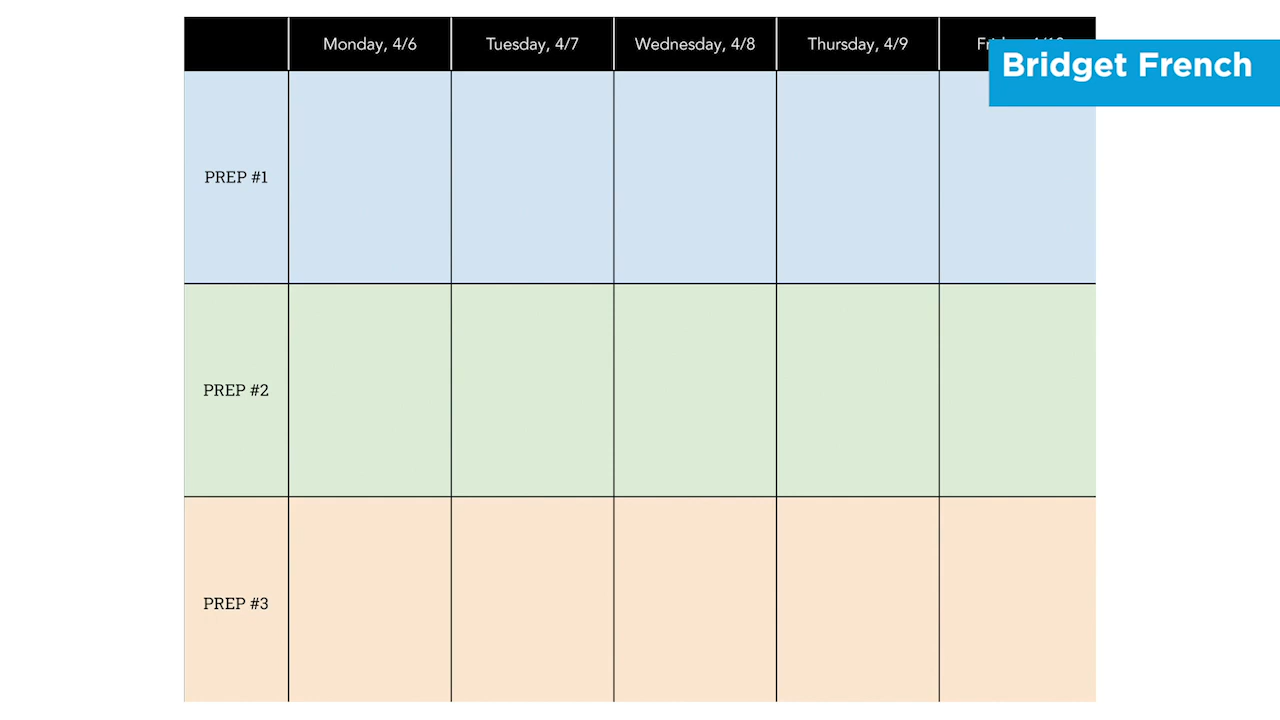 Monday, 4/6
Tuesday, 4/7
Wednesday, 4/8
Thursday, 4/9
Bridget French
PREP #1
PREP #2
PREP #3